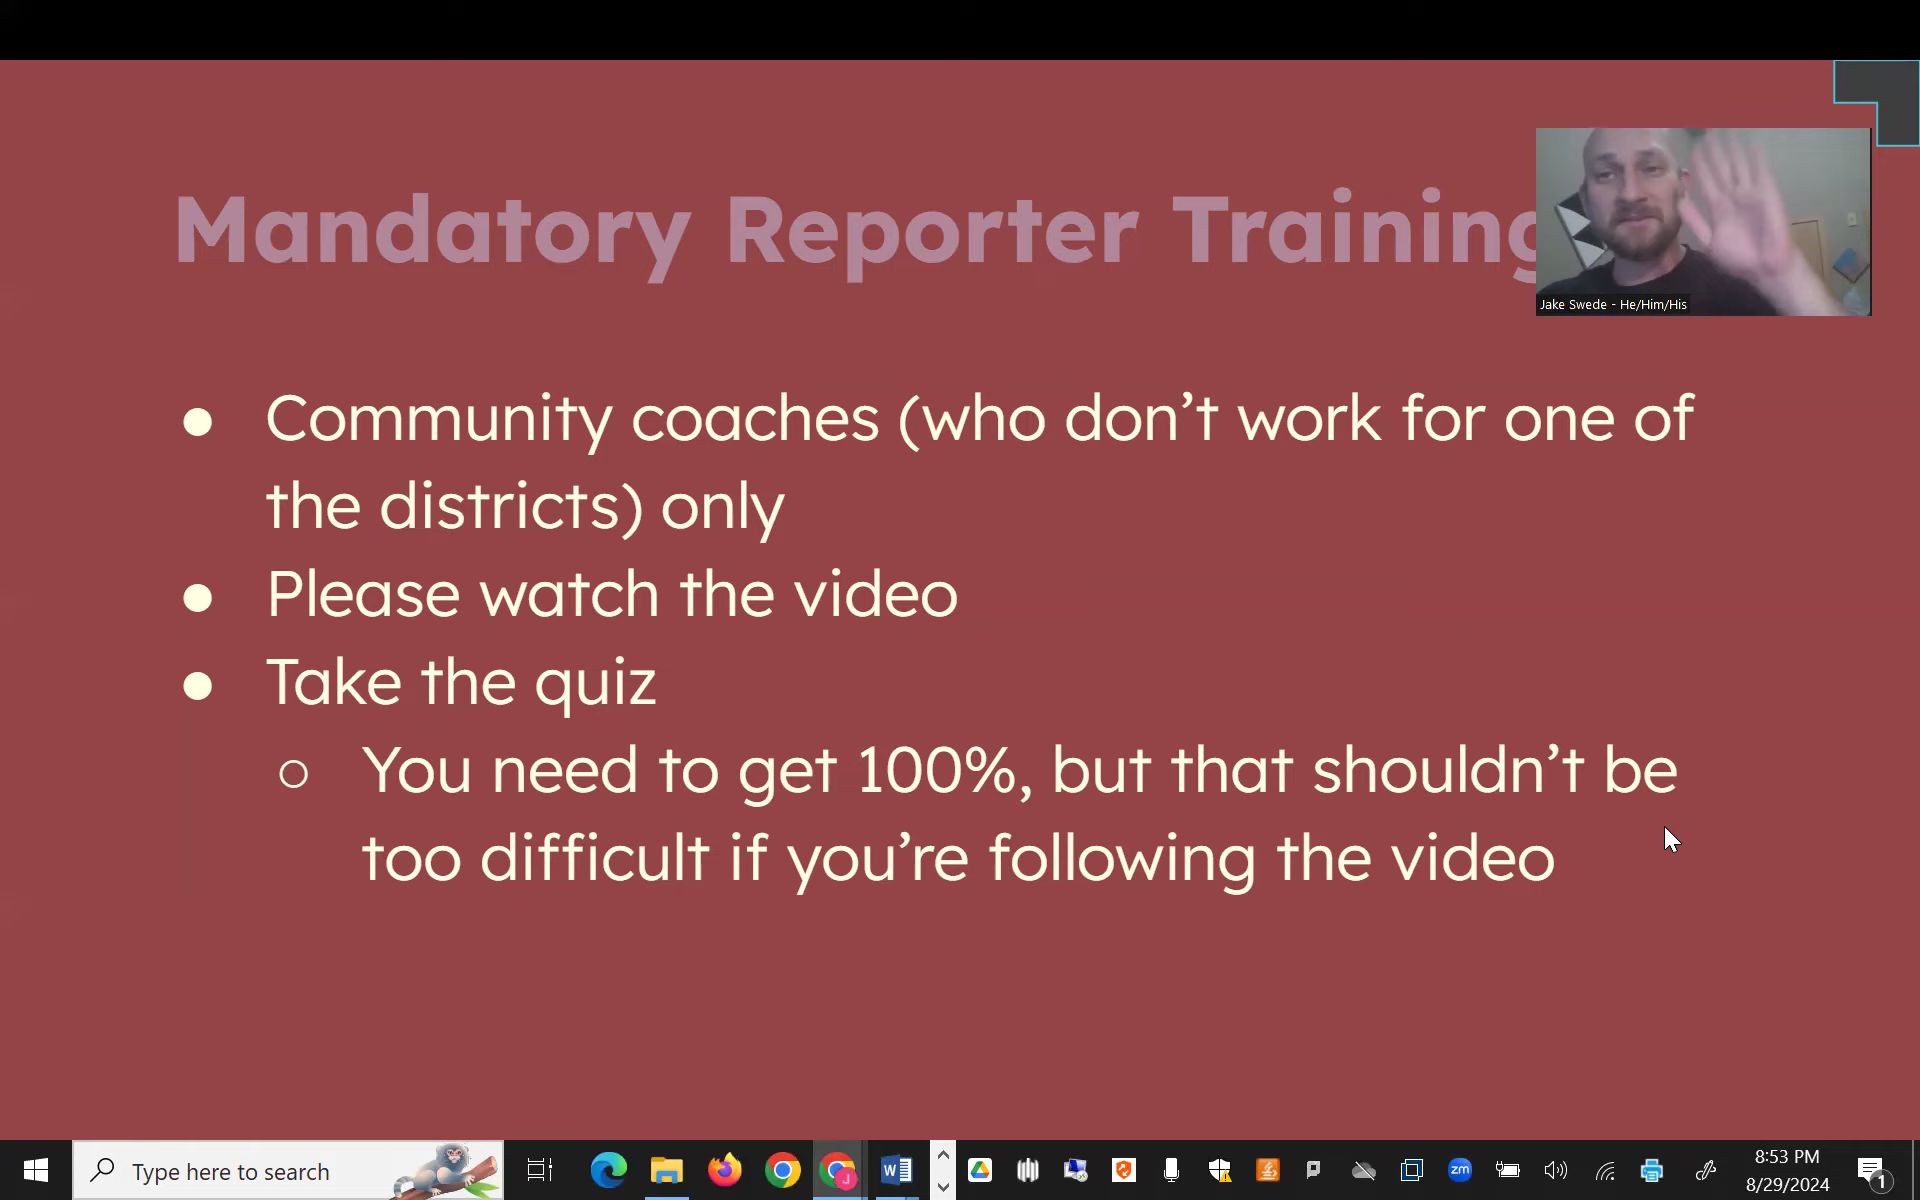 Mandatory Reporter Training
Jake Swede - He/Him/His
● Community coaches (who don’t work for one of
the districts) only
● Please watch the video
● Take the quiz
○ You need to get 100%, but that shouldn’t be
too difficult if you’re following the video
Type here to search
J
W
zm
8:53 PM
8/29/2024
1